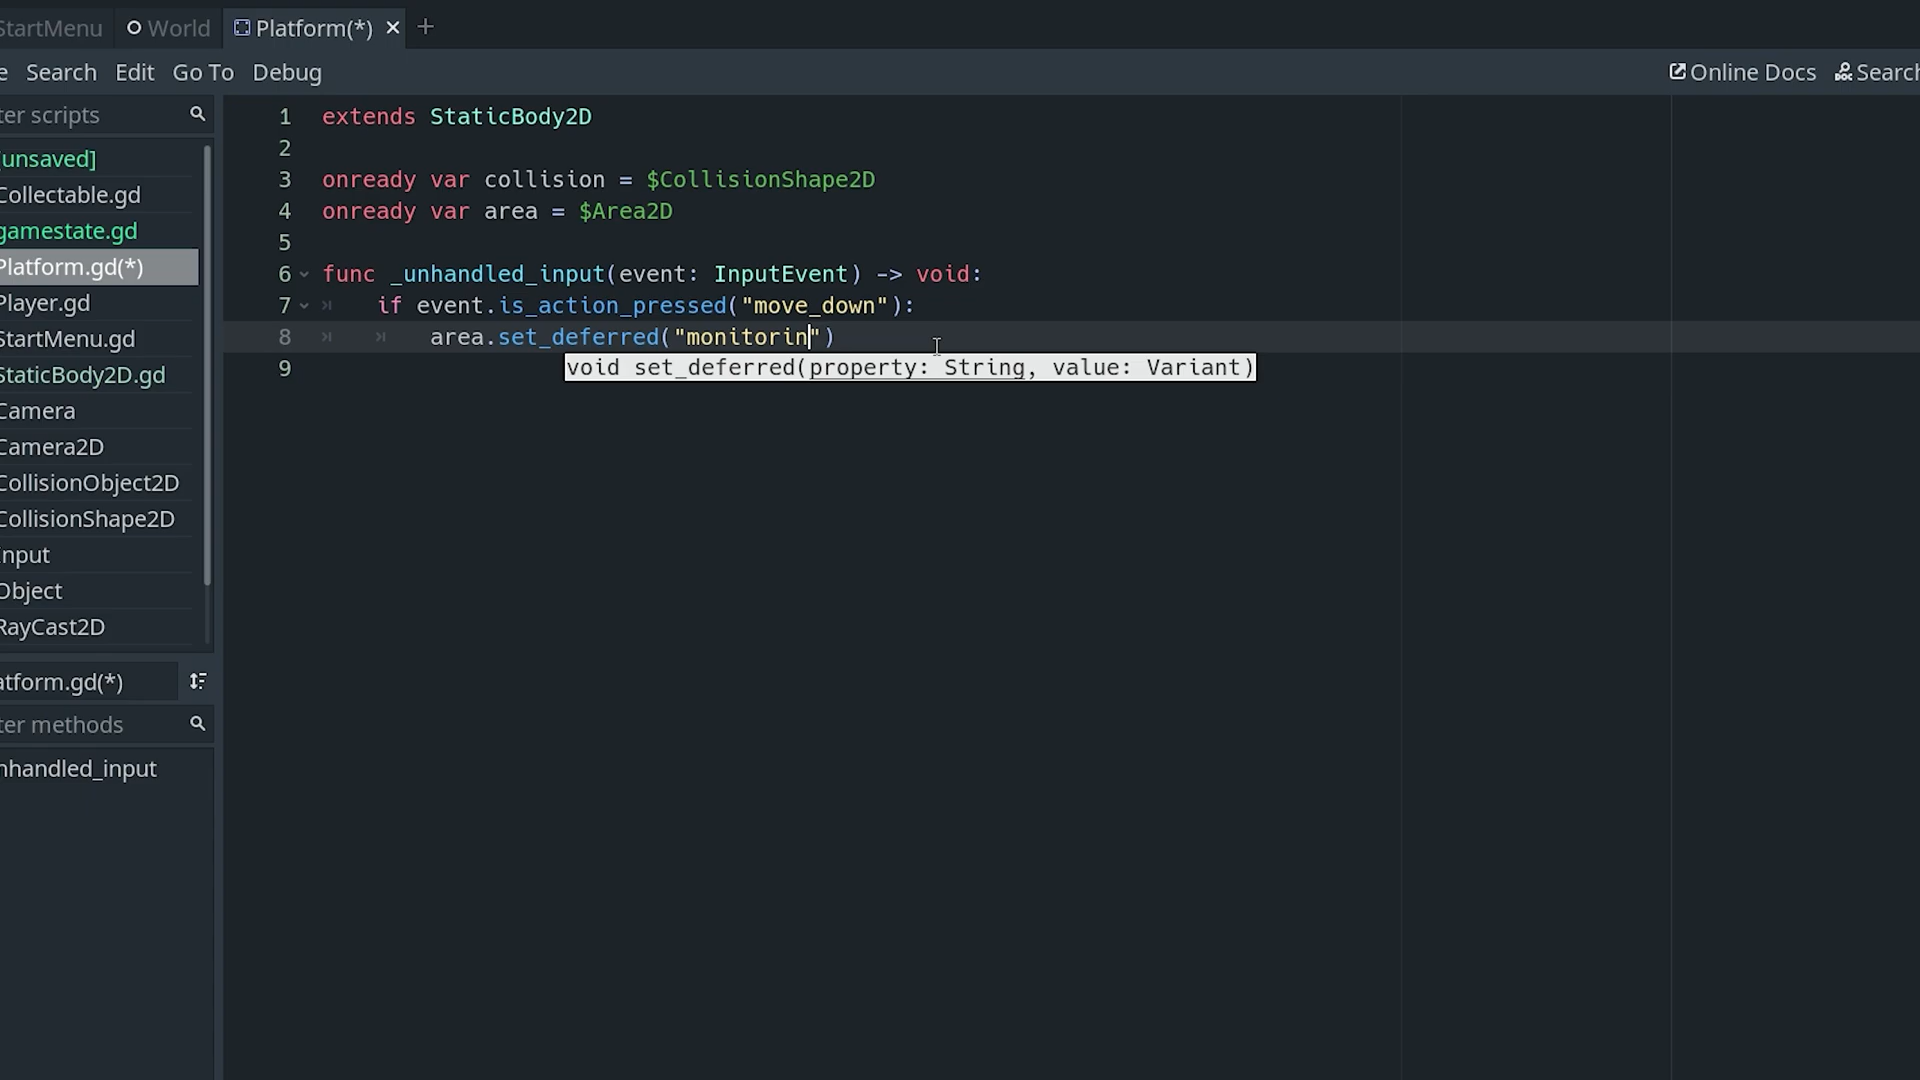 StartMenu World Platform(*) × +
e Search Edit Go To Debug Online Docs Search
ter scripts
[unsaved]
Collectable.gd
gamestate.gd
Platform.gd(*)
Player.gd
StartMenu.gd
StaticBody2D.gd
Camera
Camera2D
CollisionObject2D
CollisionShape2D
Input
Object
RayCast2D
atform.gd(*)
ter methods
nhandled_input
1 extends StaticBody2D
2
3 onready var collision = $CollisionShape2D
4 onready var area = $Area2D
5
6 func _unhandled_input(event: InputEvent) -> void:
7 if event.is_action_pressed("move_down"):
8 area.set_deferred("monitorin")
void set_deferred(property: String, value: Variant)
9